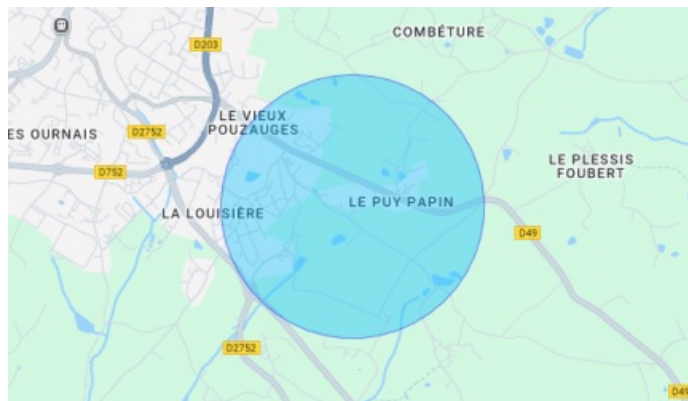 COMBÉTURE
D203
LE VIEUX
POUZAUGES
D2752
ES OURNAIS
LE PLESSIS
FOUBERT
D752
LE PUY PAPIN
LA LOUISIÈRE
D49
D2752
D49